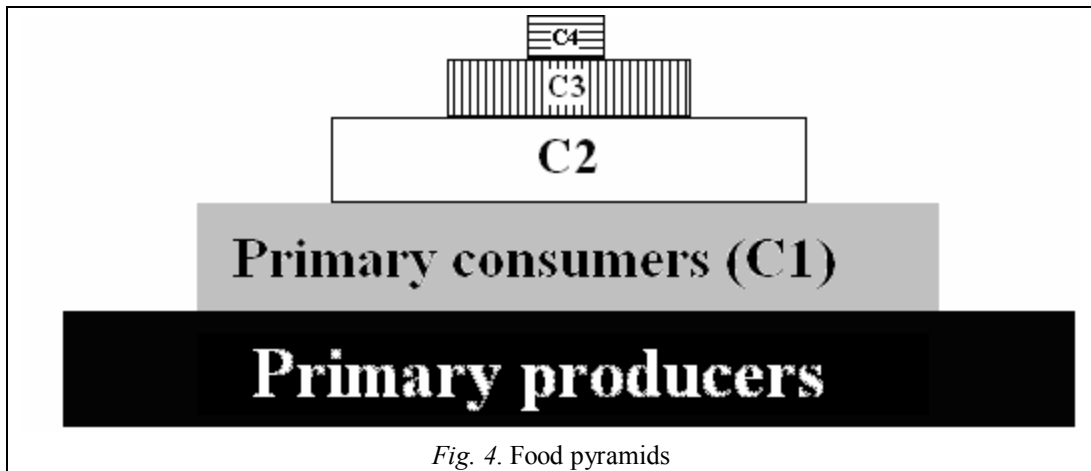 C4
C3
C2
Primary consumers (C1)
Primary producers
Fig. 4. Food pyramids